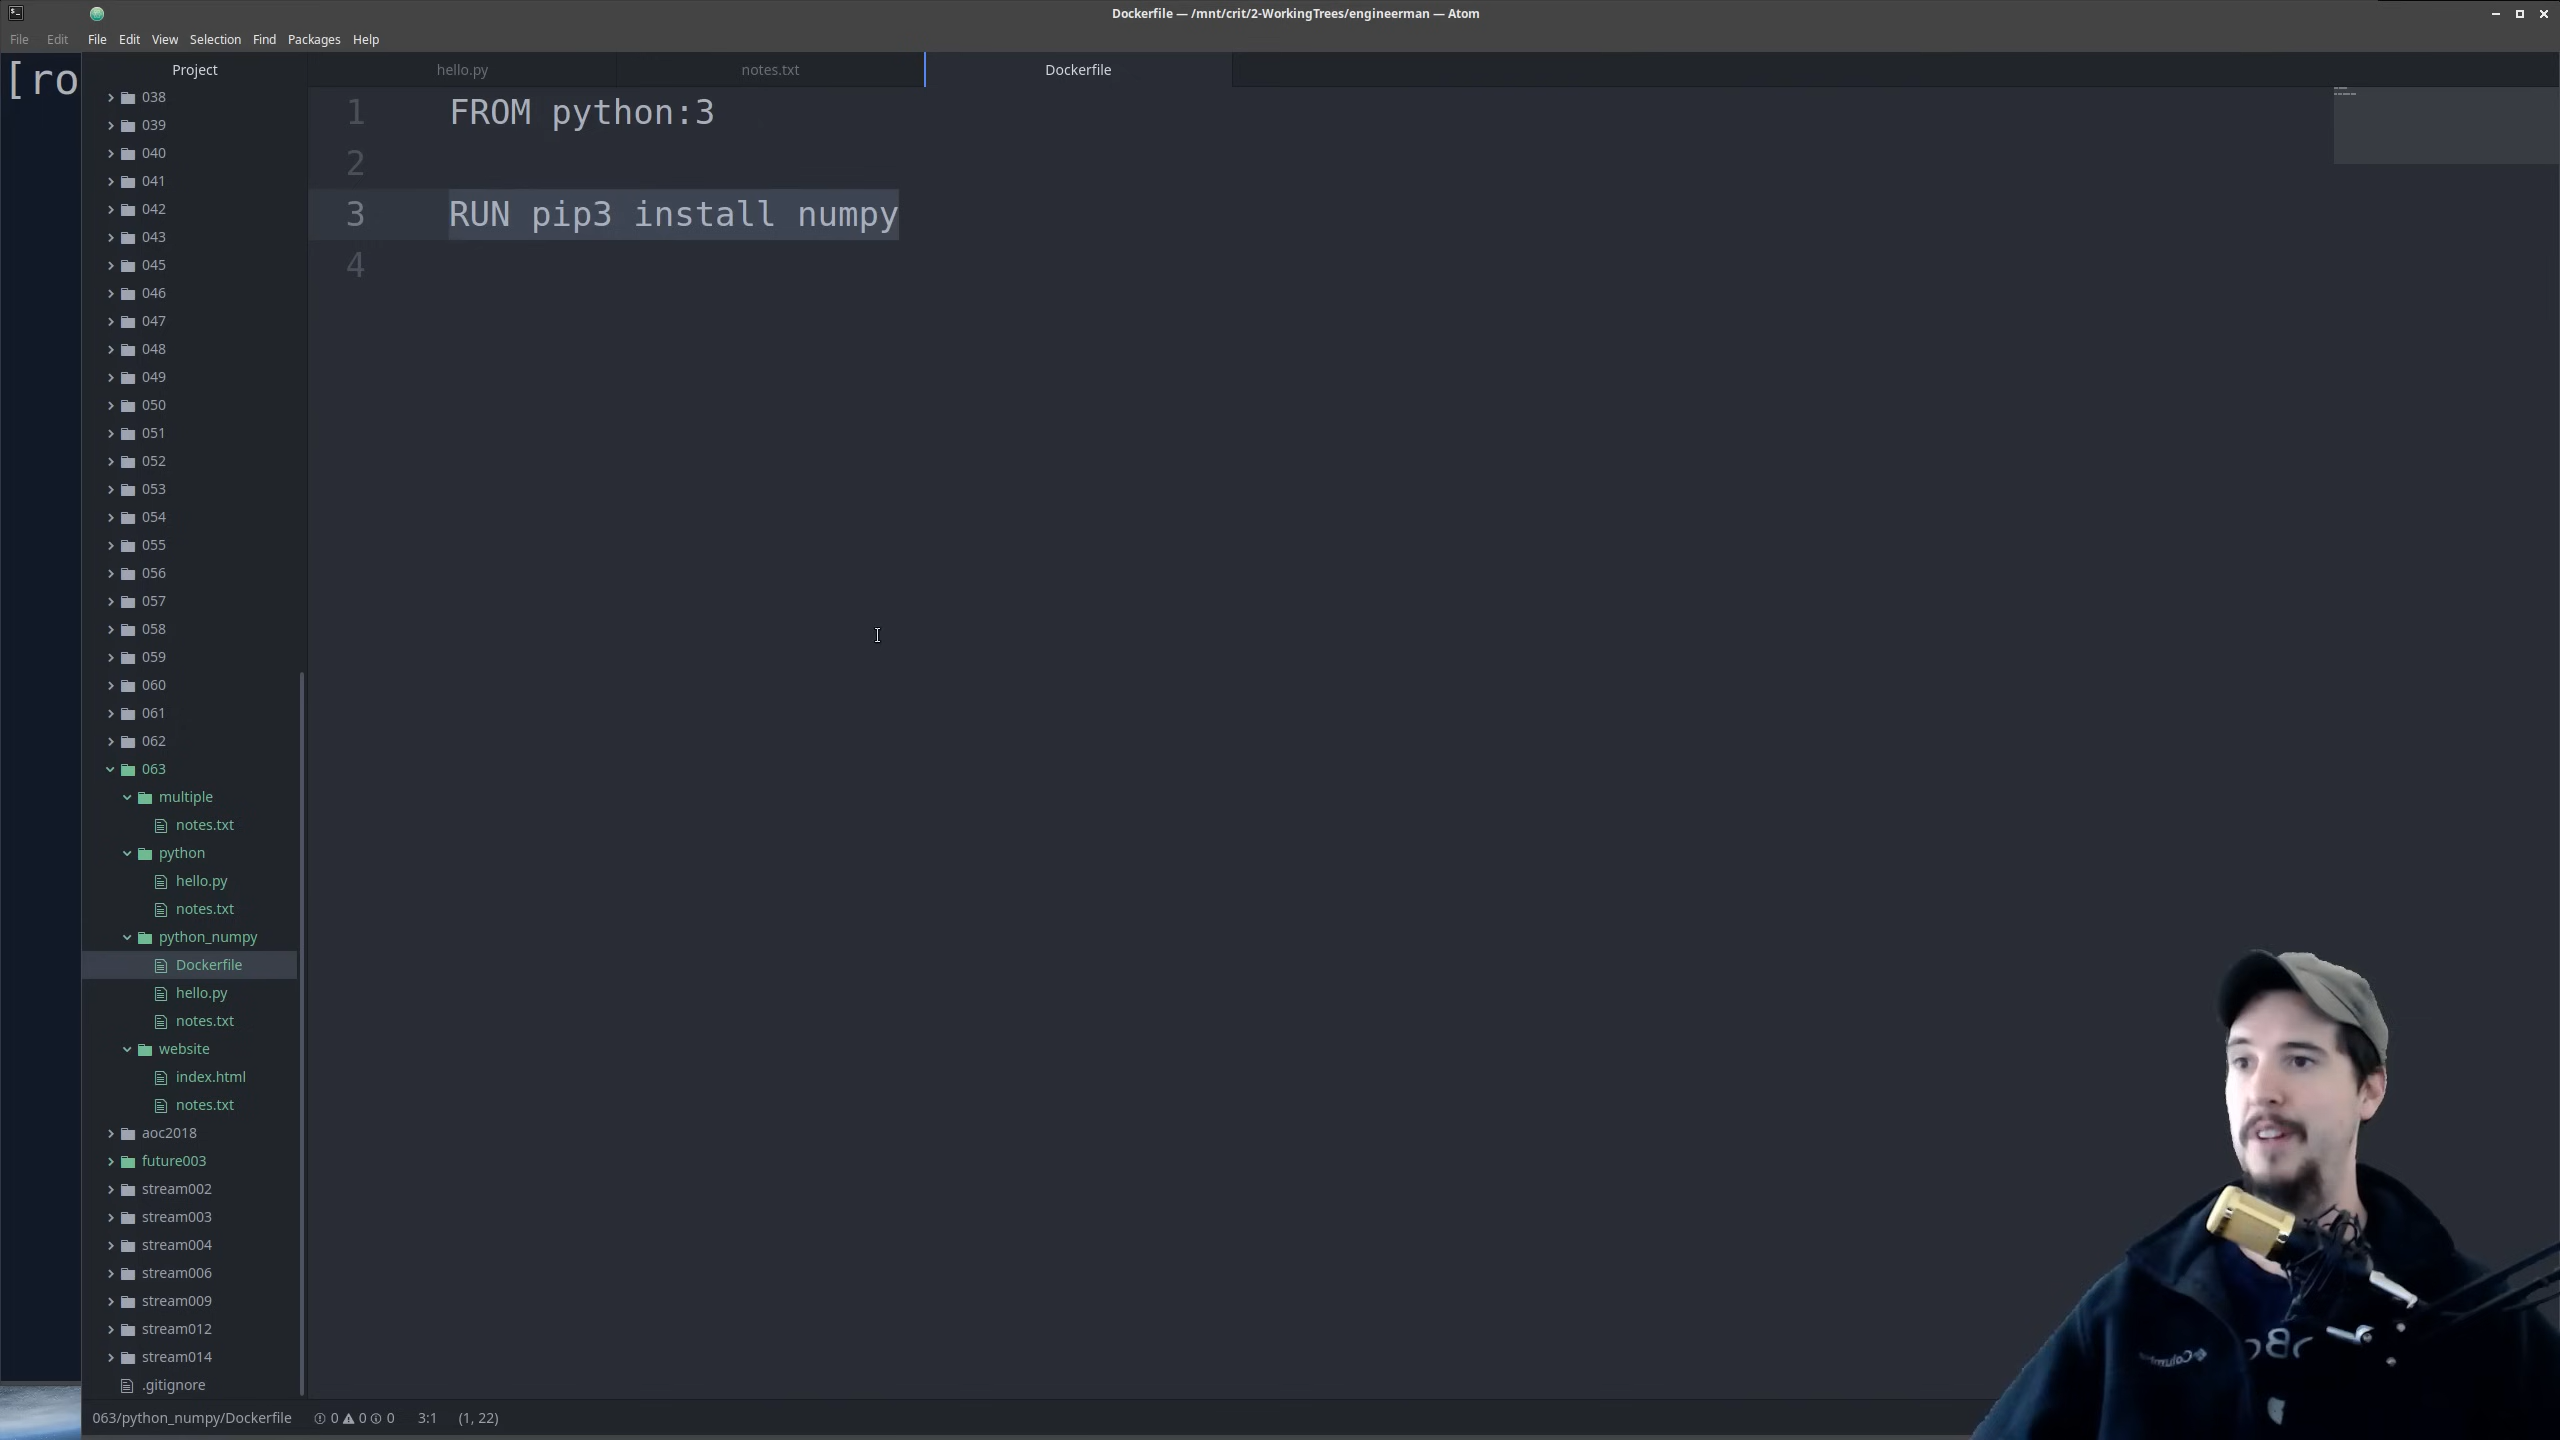 Dockerfile — /mnt/crit/2-WorkingTrees/engineerman — Atom
File Edit
File Edit View Selection Find Packages Help
[ro
Project
hello.py
notes.txt
Dockerfile
1 FROM python:3
2
3 RUN pip3 install numpy
4
038
039
040
041
042
043
045
046
047
048
049
050
051
052
053
054
055
056
057
058
059
060
061
062
063
multiple
notes.txt
python
hello.py
notes.txt
python_numpy
Dockerfile
hello.py
notes.txt
website
index.html
notes.txt
aoc2018
future003
stream002
stream003
stream004
stream006
stream009
stream012
stream014
.gitignore
063/python_numpy/Dockerfile 0 0 0 3:1 (1, 22)
Columbia